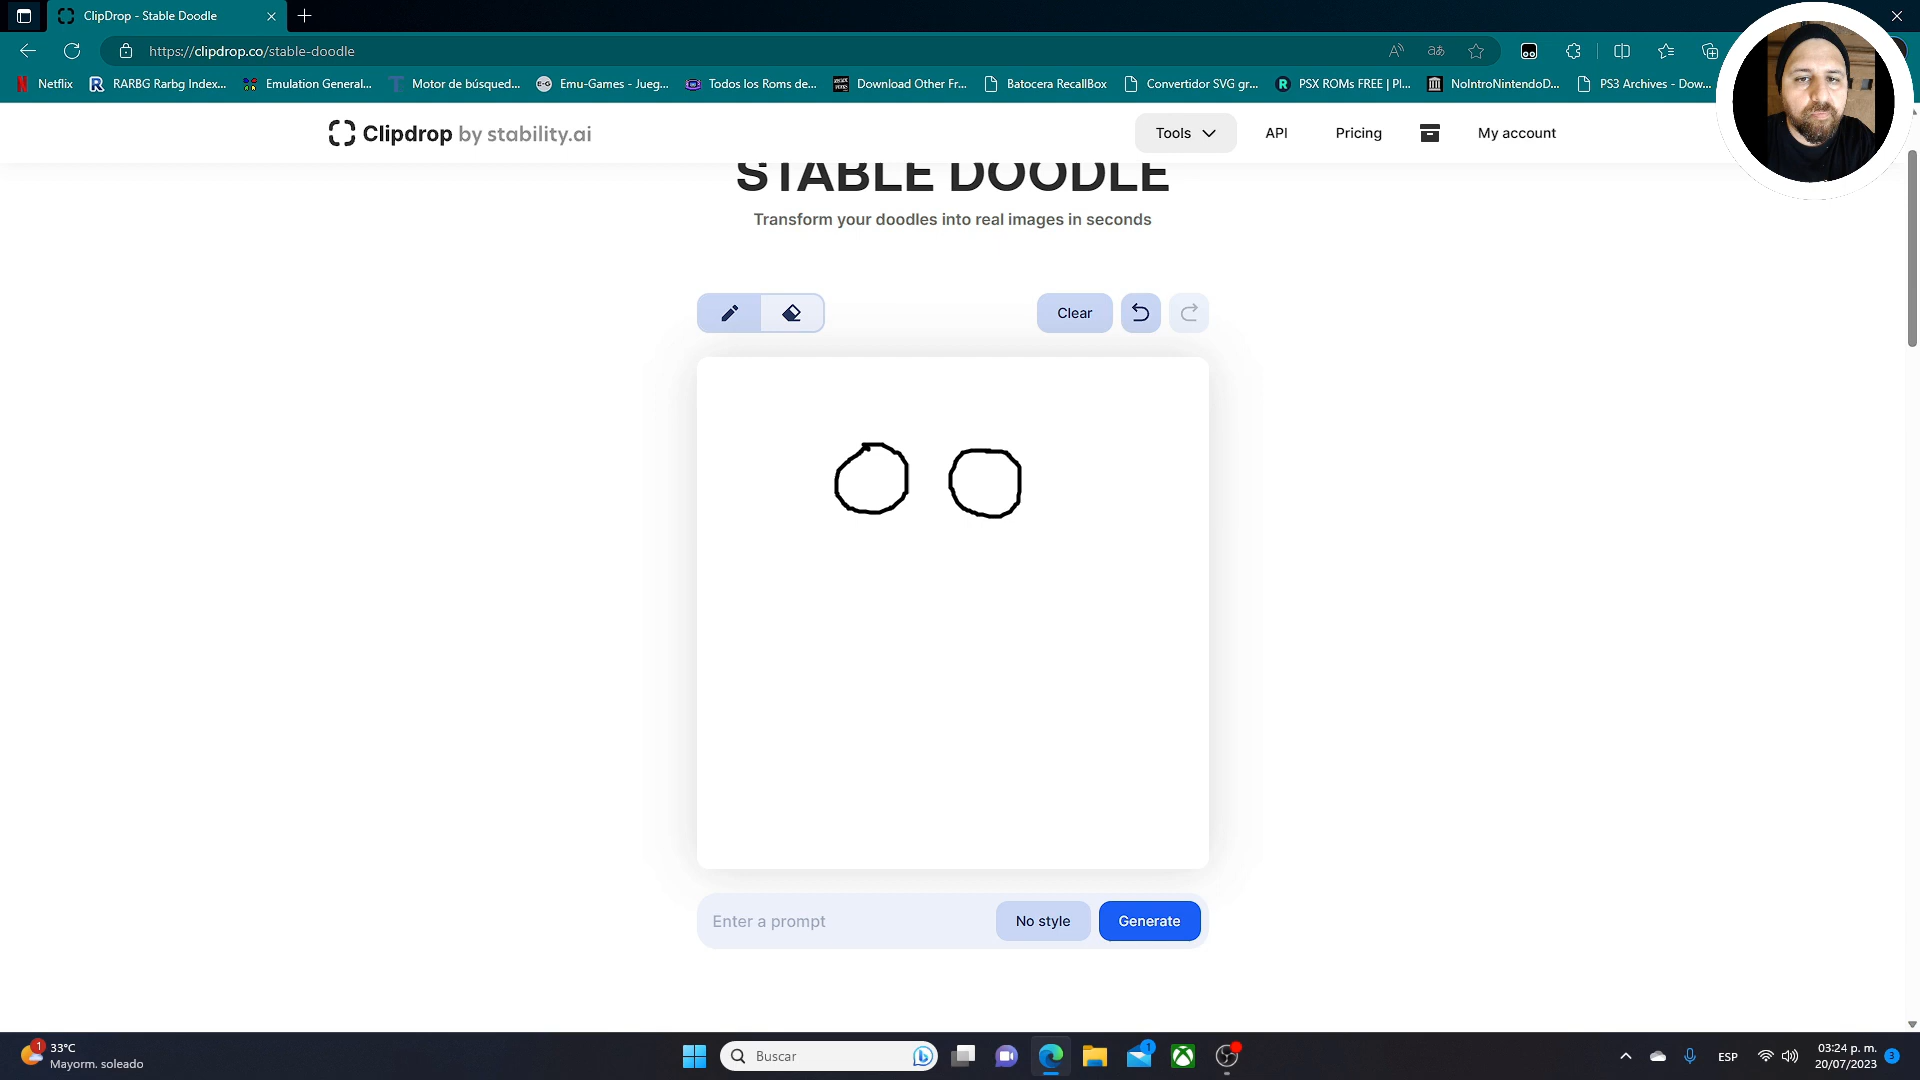 ClipDrop - Stable Doodle
https://clipdrop.co/stable-doodle
Netflix
RARBG Rarbg Index...
Emulation General...
Motor de búsqued...
Emu-Games - Jueg...
Todos los Roms de...
Download Other Fr...
Batocera RecallBox
Convertidor SVG gr...
PSX ROMs FREE | Pl...
NoIntroNintendoD...
PS3 Archives - Dow...
Clipdrop by stability.ai
Tools
API
Pricing
My account
STABLE DOODLE
Transform your doodles into real images in seconds
Clear
Enter a prompt
No style
Generate
1
33°C
Mayorm. soleado
Buscar
1
ESP
03:24 p. m.
20/07/2023
3